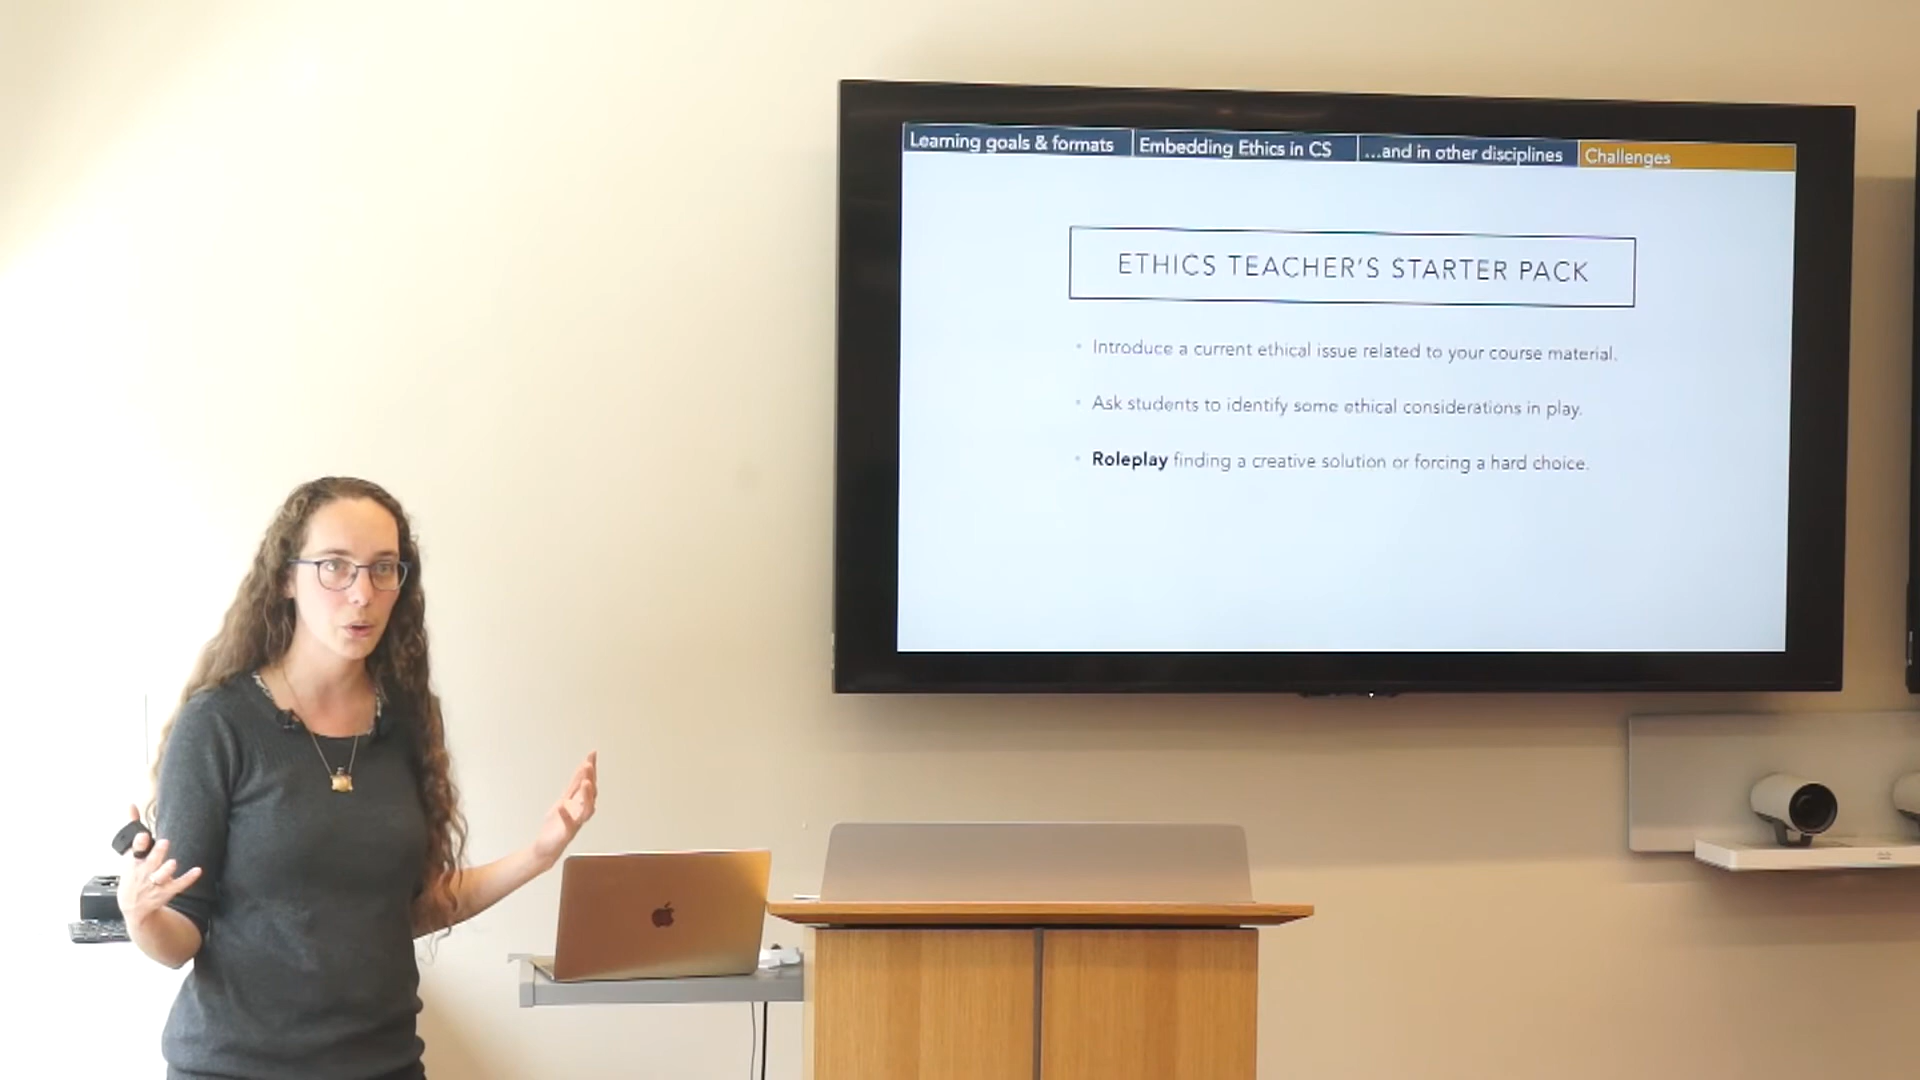 Learning goals & formats
Embedding Ethics in CS
...and in other disciplines
Challenges
ETHICS TEACHER'S STARTER PACK
Introduce a current ethical issue related to your course material.
Ask students to identify some ethical considerations in play.
Roleplay finding a creative solution or forcing a hard choice.